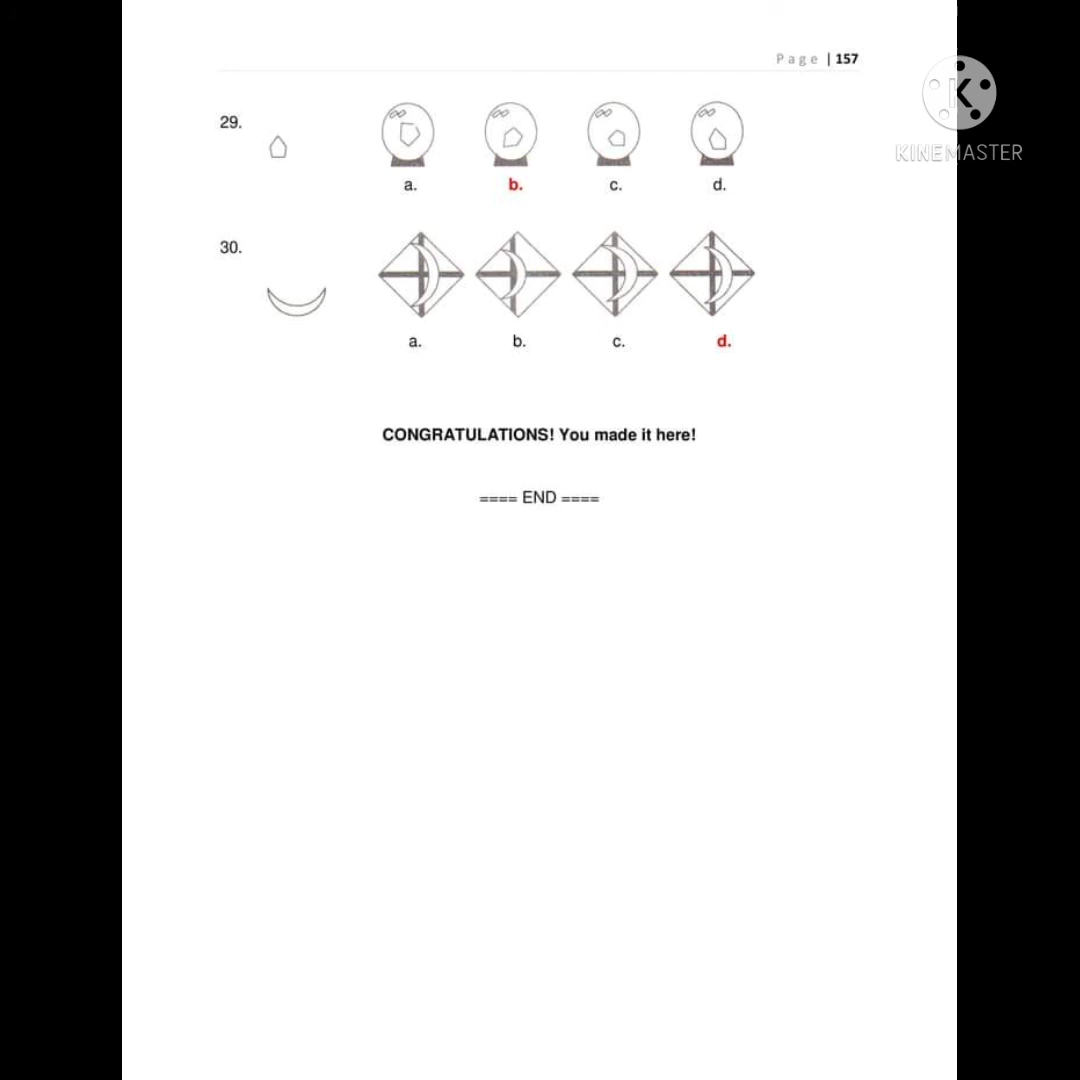 Page | 157
K
KINEMASTER
29.
a. b. c. d.
30.
a. b. c. d.
CONGRATULATIONS! You made it here!
==== END ====